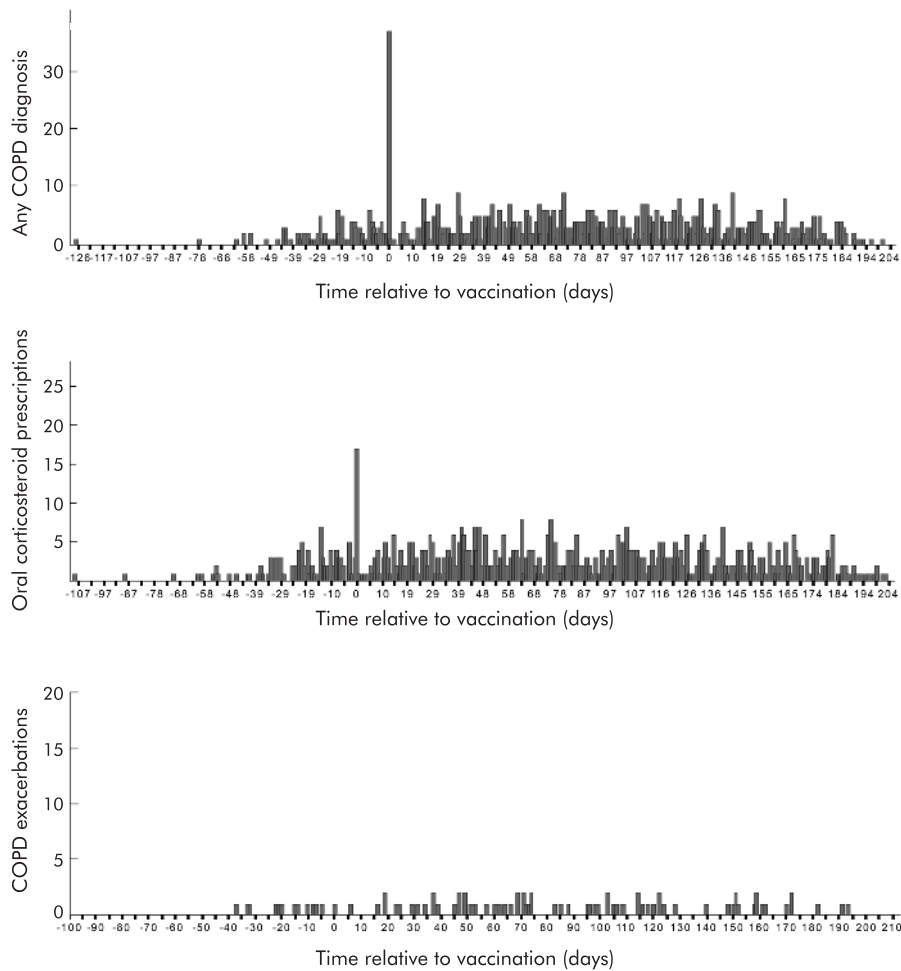 Any COPD diagnosis
30
20
10
0
-126 -117 -107 -97 -87 -76 -66 -56 -46 -39 -29 -19 -10 0 10 19 29 39 49 58 68 78 87 97 107 117 126 136 146 155 165 175 184 194 204
Time relative to vaccination (days)
Oral corticosteroid prescriptions
25
20
15
10
5
-107 -97 -87 -78 -68 -58 -49 -39 -29 -19 -10 0 10 19 29 39 48 58 68 78 87 97 107 116 126 136 145 155 165 175 184 194 204
Time relative to vaccination (days)
COPD exacerbations
20
15
10
5
0
-100 -90 -80 -70 -60 -50 -40 -30 -20 -10 0 10 20 30 40 50 60 70 80 90 100 110 120 130 140 150 160 170 180 190 200 210
Time relative to vaccination (days)